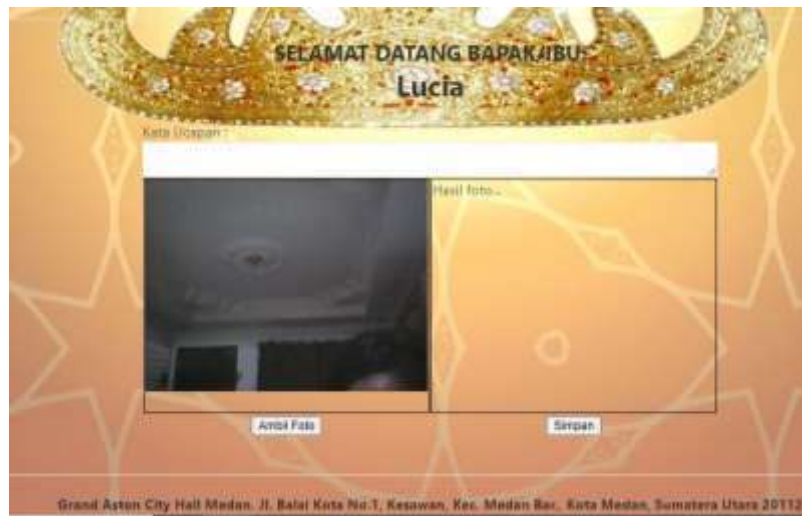 SELAMAT DATANG BAPAK/IBU:
Lucia
Kata Ucapan :
Hasil foto...
Ambil Foto
Simpan
Grand Aston City Hall Medan, Jl. Balai Kota No.1, Kesawan, Kec. Medan Bar., Kota Medan, Sumatera Utara 20112